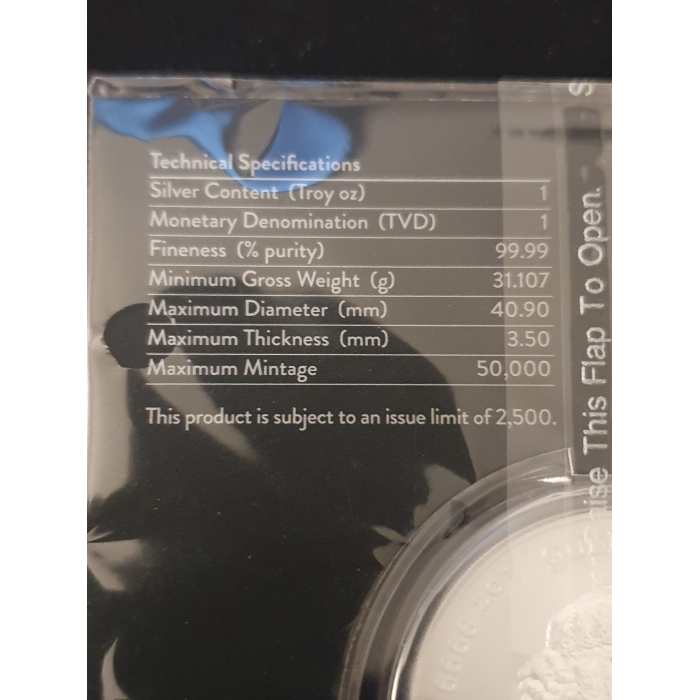 Technical Specifications
Silver Content (Troy oz) 1
Monetary Denomination (TVD) 1
Fineness (% purity) 99.99
Minimum Gross Weight (g) 31.107
Maximum Diameter (mm) 40.90
Maximum Thickness (mm) 3.50
Maximum Mintage 50,000
This product is subject to an issue limit of 2,500.
This Flap To Open.
9999